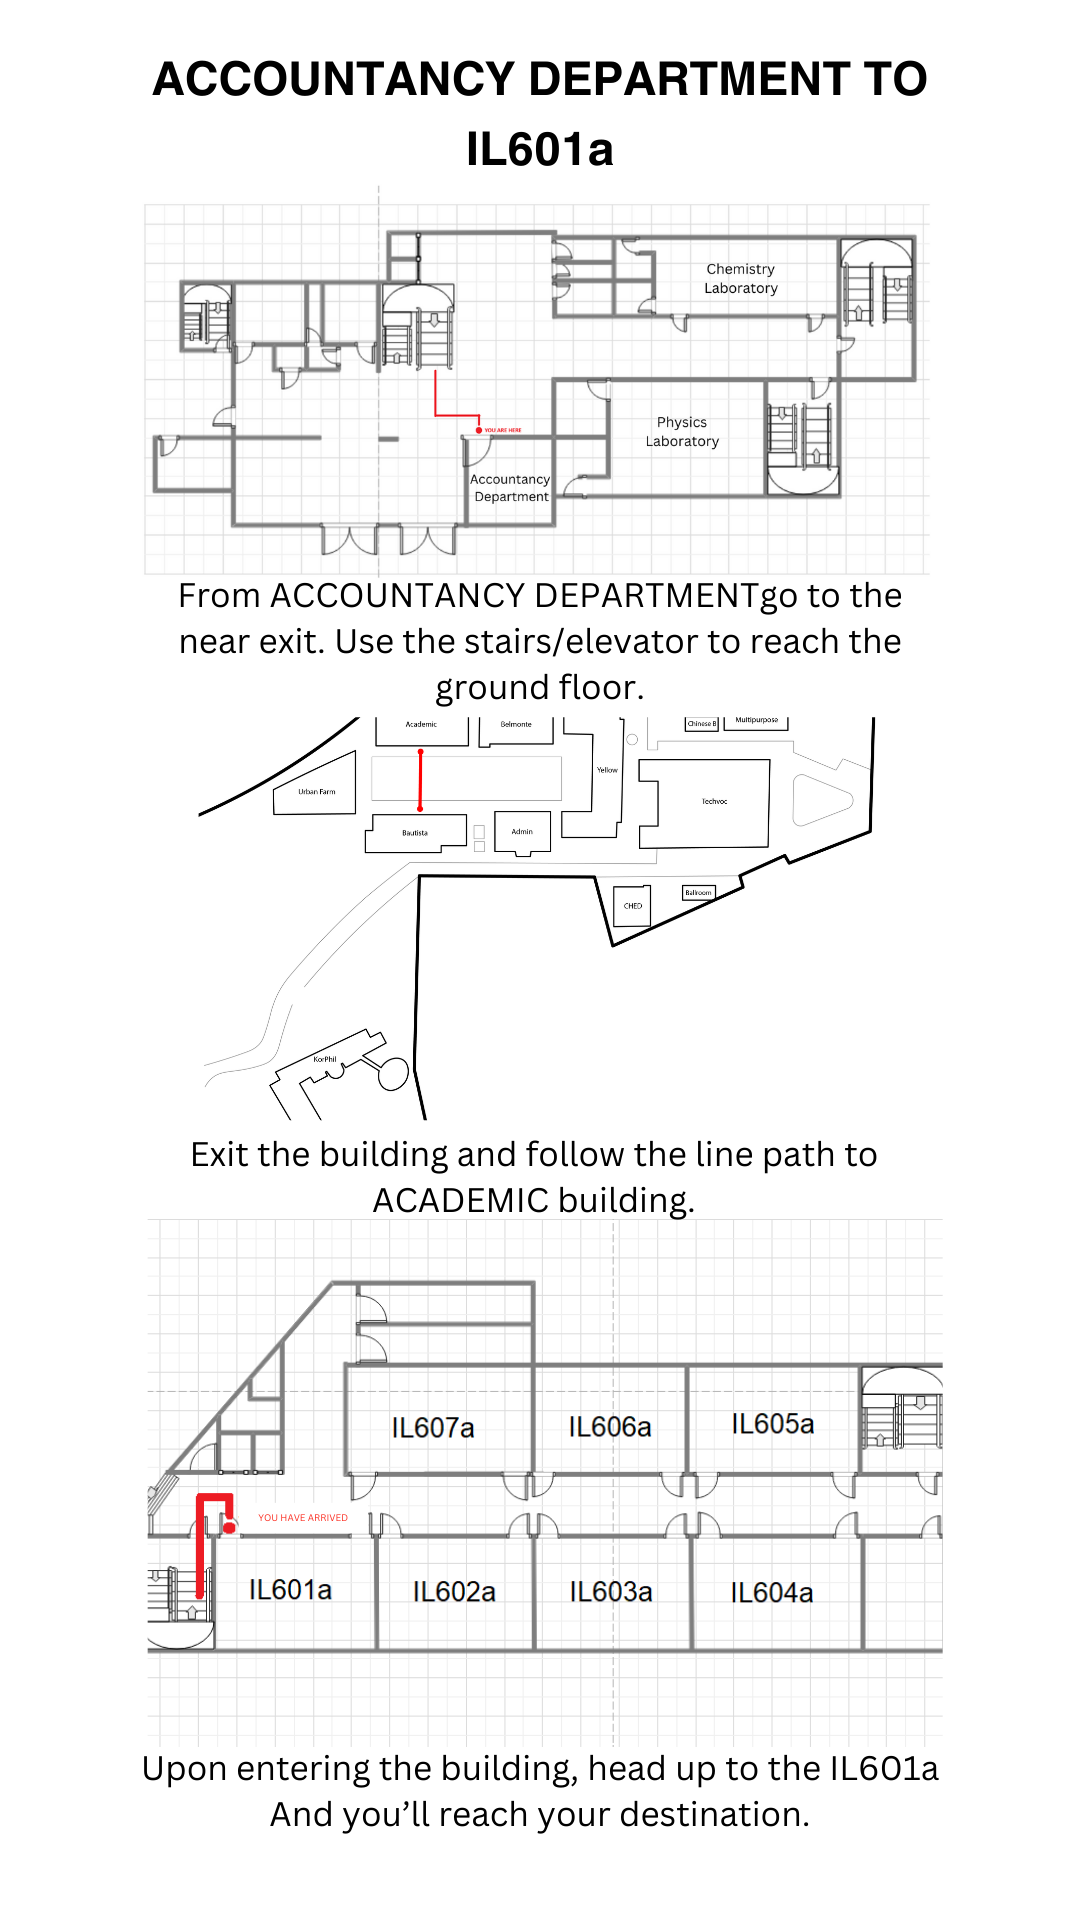 ACCOUNTANCY DEPARTMENT TO
IL601a
Chemistry
Laboratory
Physics
Laboratory
YOU ARE HERE
Accountancy
Department
From ACCOUNTANCY DEPARTMENTgo to the
near exit. Use the stairs/elevator to reach the
ground floor.
Academic
Belmonte
Chinese B
Multipurpose
Yellow
Urban Farm
Techvoc
Bautista
Admin
CHED
Ballroom
KorPhil
Exit the building and follow the line path to
ACADEMIC building.
IL607a
IL606a
IL605a
YOU HAVE ARRIVED
IL601a
IL602a
IL603a
IL604a
Upon entering the building, head up to the IL601a
And you’ll reach your destination.